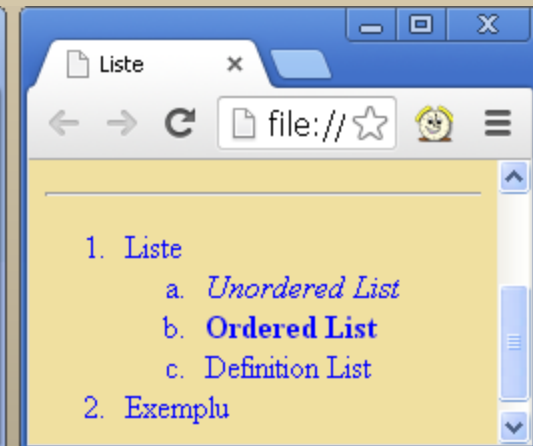 Liste
file://
1. Liste
a. Unordered List
b. Ordered List
c. Definition List
2. Exemplu